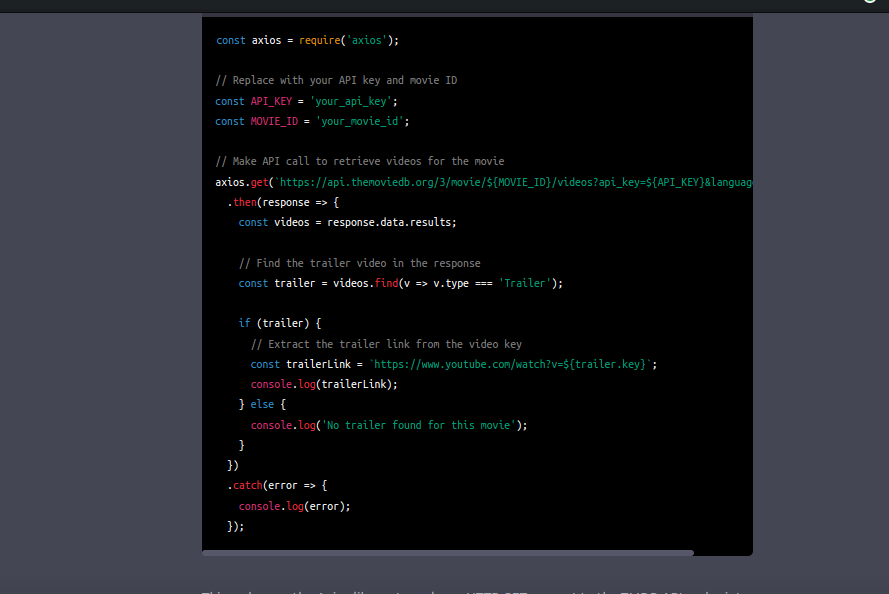 const axios = require('axios');
// Replace with your API key and movie ID
const API_KEY = 'your_api_key';
const MOVIE_ID = 'your_movie_id';
// Make API call to retrieve videos for the movie
axios.get(`https://api.themoviedb.org/3/movie/${MOVIE_ID}/videos?api_key=${API_KEY}&languag
.then(response => {
const videos = response.data.results;
// Find the trailer video in the response
const trailer = videos.find(v => v.type === 'Trailer');
if (trailer) {
// Extract the trailer link from the video key
const trailerLink = `https://www.youtube.com/watch?v=${trailer.key}`;
console.log(trailerLink);
} else {
console.log('No trailer found for this movie');
}
})
.catch(error => {
console.log(error);
});